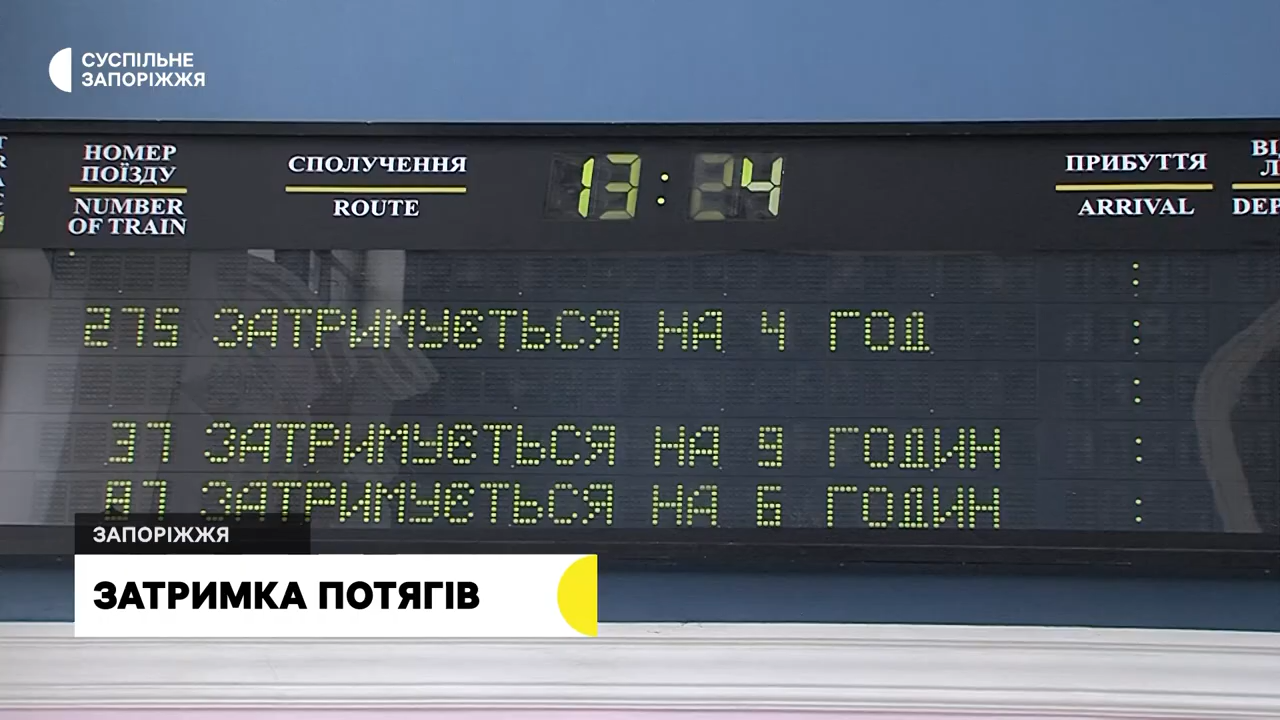 СУСПІЛЬНЕ
ЗАПОРІЖЖЯ
НОМЕР
ПОЇЗДУ
NUMBER
OF TRAIN
СПОЛУЧЕННЯ
ROUTE
13:24
ПРИБУТТЯ
ARRIVAL
275 ЗАТРИМУЄТЬСЯ НА 4 ГОД
37 ЗАТРИМУЄТЬСЯ НА 9 ГОДИН
87 ЗАТРИМУЄТЬСЯ НА 6 ГОДИН
ЗАПОРІЖЖЯ
ЗАТРИМКА ПОТЯГІВ